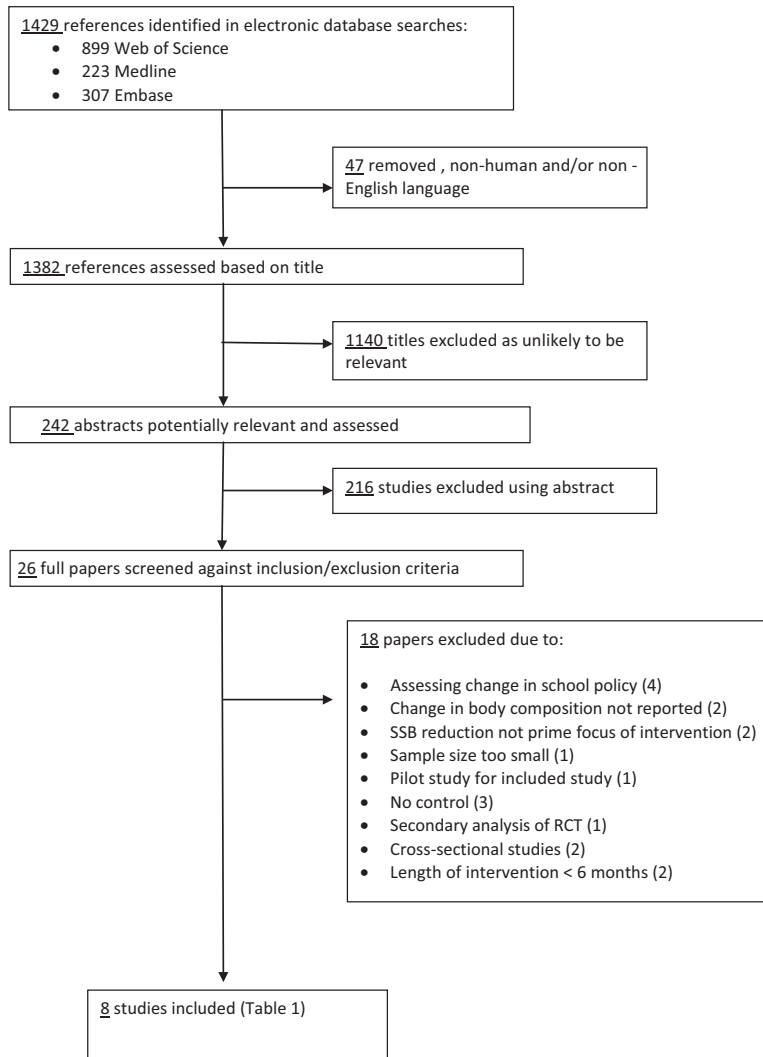 1429 references identified in electronic database searches:
• 899 Web of Science
• 223 Medline
• 307 Embase
47 removed , non-human and/or non -
English language
1382 references assessed based on title
1140 titles excluded as unlikely to be
relevant
242 abstracts potentially relevant and assessed
216 studies excluded using abstract
26 full papers screened against inclusion/exclusion criteria
18 papers excluded due to:
• Assessing change in school policy (4)
• Change in body composition not reported (2)
• SSB reduction not prime focus of intervention (2)
• Sample size too small (1)
• Pilot study for included study (1)
• No control (3)
• Secondary analysis of RCT (1)
• Cross-sectional studies (2)
• Length of intervention < 6 months (2)
8 studies included (Table 1)